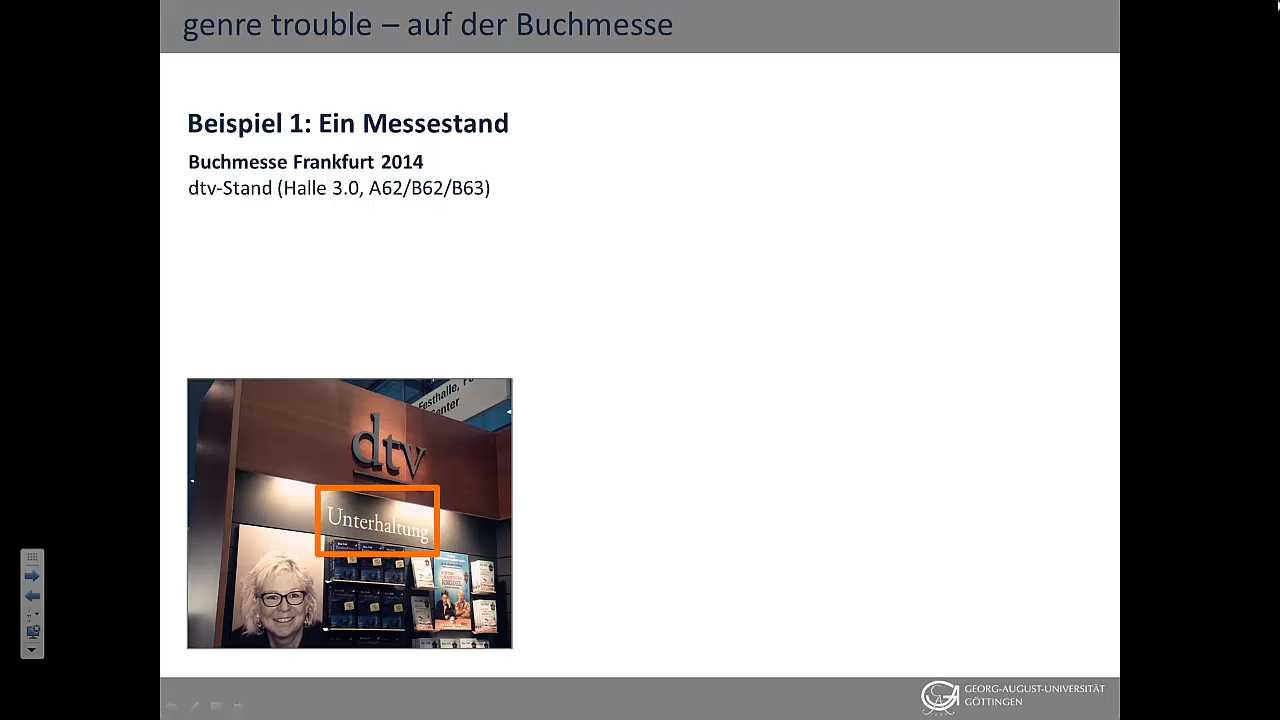 genre trouble – auf der Buchmesse
Beispiel 1: Ein Messestand
Buchmesse Frankfurt 2014
dtv-Stand (Halle 3.0, A62/B62/B63)
Festhalle,
Center
dtv
Unterhaltung
GEORG-AUGUST-UNIVERSITÄT
GÖTTINGEN